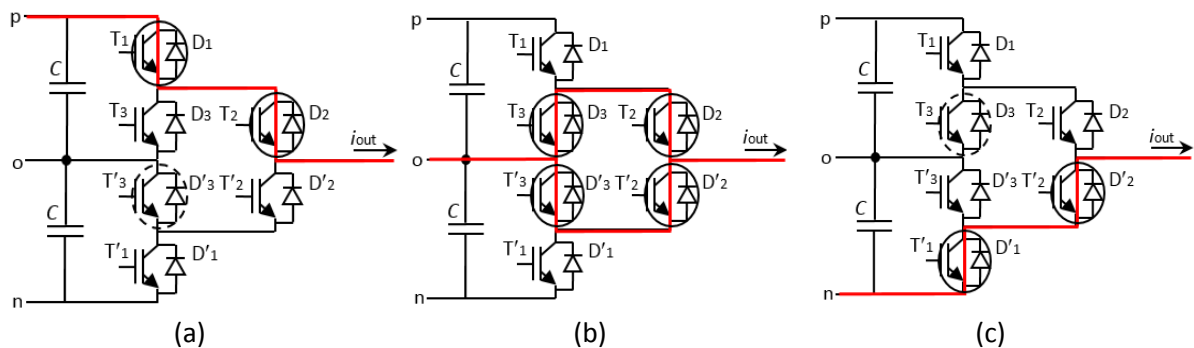 p
T1
D1
C
T3
D3
T2
D2
iout
o
C
T′3
D′3
T′2
D′2
T′1
D′1
n
(a)
p
T1
D1
C
T3
D3
T2
D2
iout
o
C
T′3
D′3
T′2
D′2
T′1
D′1
n
(b)
p
T1
D1
C
T3
D3
T2
D2
iout
o
C
T′3
D′3
T′2
D′2
T′1
D′1
n
(c)